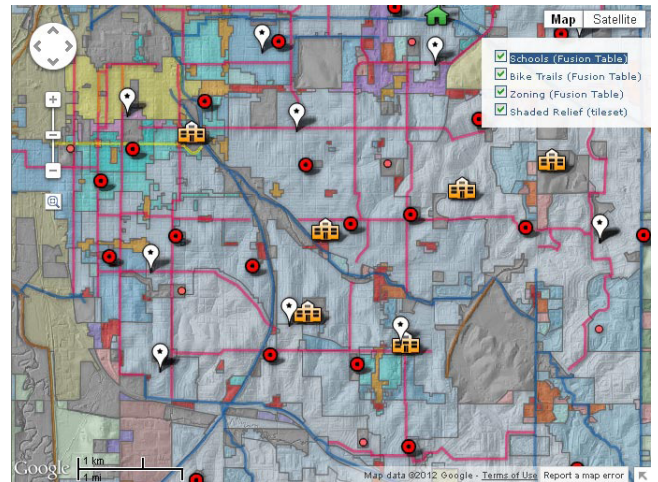 Map Satellite
Schools (Fusion Table)
Bike Trails (Fusion Table)
Zoning (Fusion Table)
Shaded Relief (tileset)
Google
1 km
1 mi
Map data ©2012 Google - Terms of Use Report a map error